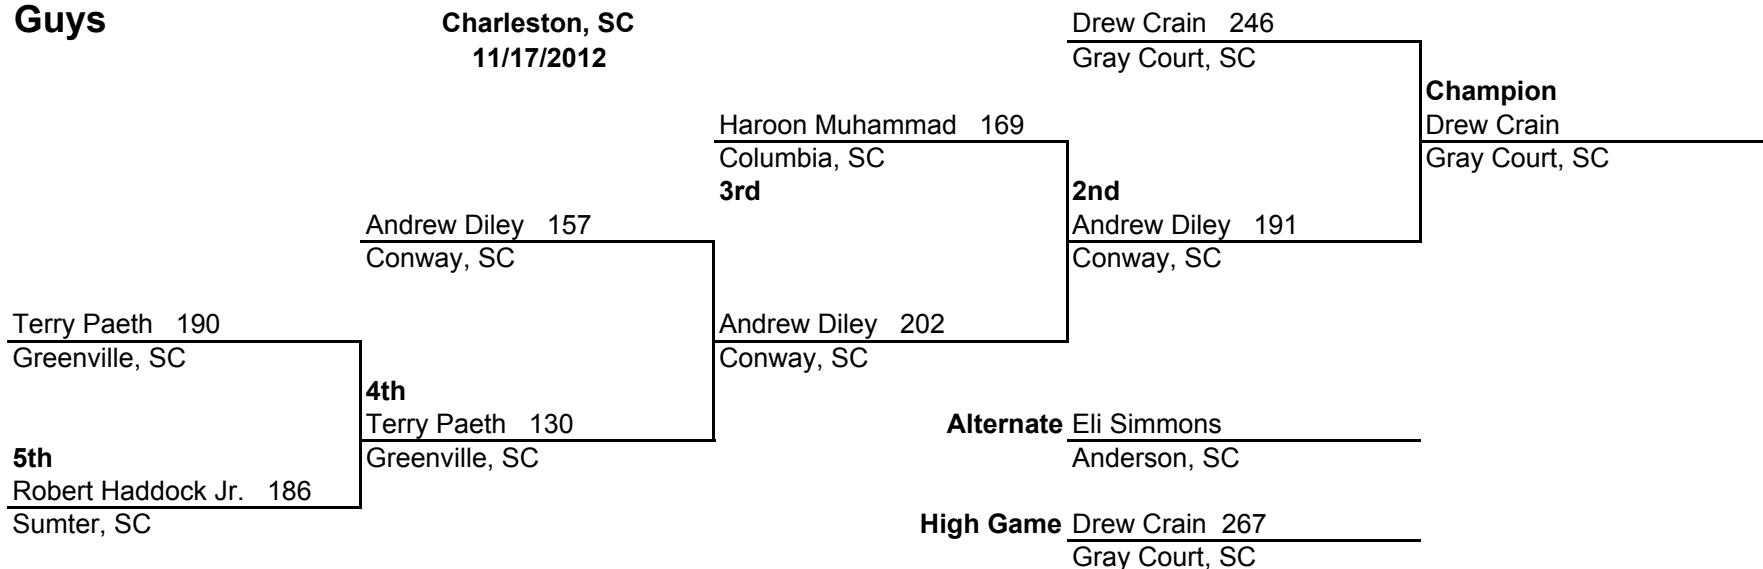 Guys
Charleston, SC
11/17/2012
Drew Crain 246
Gray Court, SC
Champion
Drew Crain
Gray Court, SC
Haroon Muhammad 169
Columbia, SC
3rd
2nd
Andrew Diley 191
Conway, SC
Andrew Diley 157
Conway, SC
Terry Paeth 190
Greenville, SC
Andrew Diley 202
Conway, SC
4th
Terry Paeth 130
Greenville, SC
Alternate Eli Simmons
Anderson, SC
5th
Robert Haddock Jr. 186
Sumter, SC
High Game Drew Crain 267
Gray Court, SC